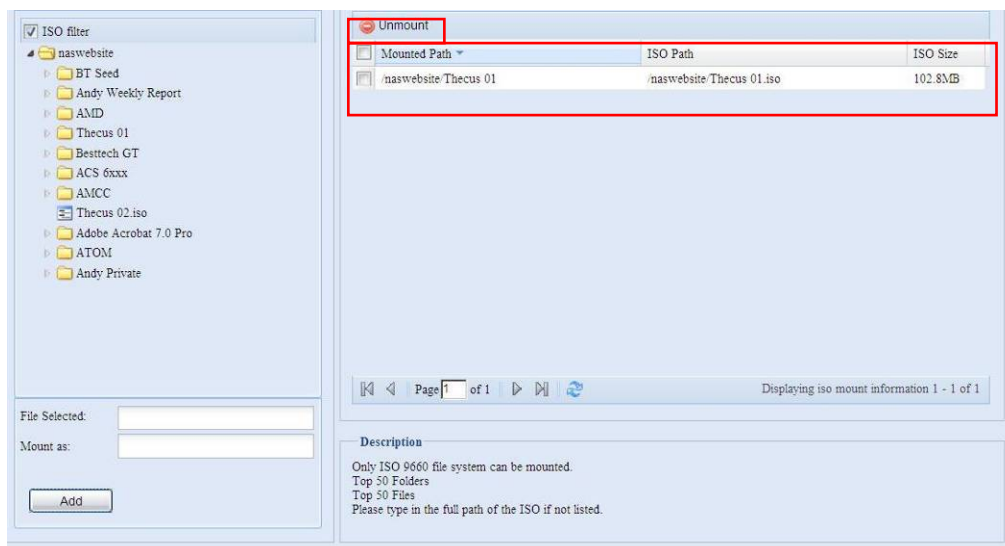 ISO filter
naswebsite
BT Seed
Andy Weekly Report
AMD
Thecus 01
Besttech GT
ACS 6xxx
AMCC
Thecus 02.iso
Adobe Acrobat 7.0 Pro
ATOM
Andy Private
File Selected:
Mount as:
Add
Unmount
Mounted Path ISO Path ISO Size
/naswebsite/Thecus 01 /naswebsite/Thecus 01.iso 102.8MB
Page 1 of 1 Displaying iso mount information 1 - 1 of 1
Description
Only ISO 9660 file system can be mounted.
Top 50 Folders
Top 50 Files
Please type in the full path of the ISO if not listed.